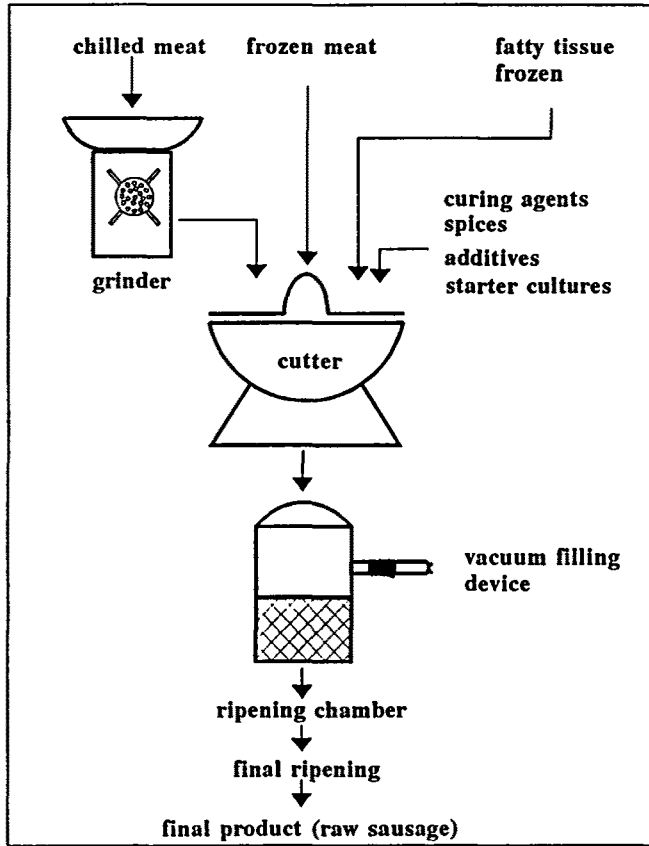 chilled meat
frozen meat
fatty tissue
frozen
curing agents
spices
additives
starter cultures
grinder
cutter
vacuum filling
device
ripening chamber
final ripening
final product (raw sausage)